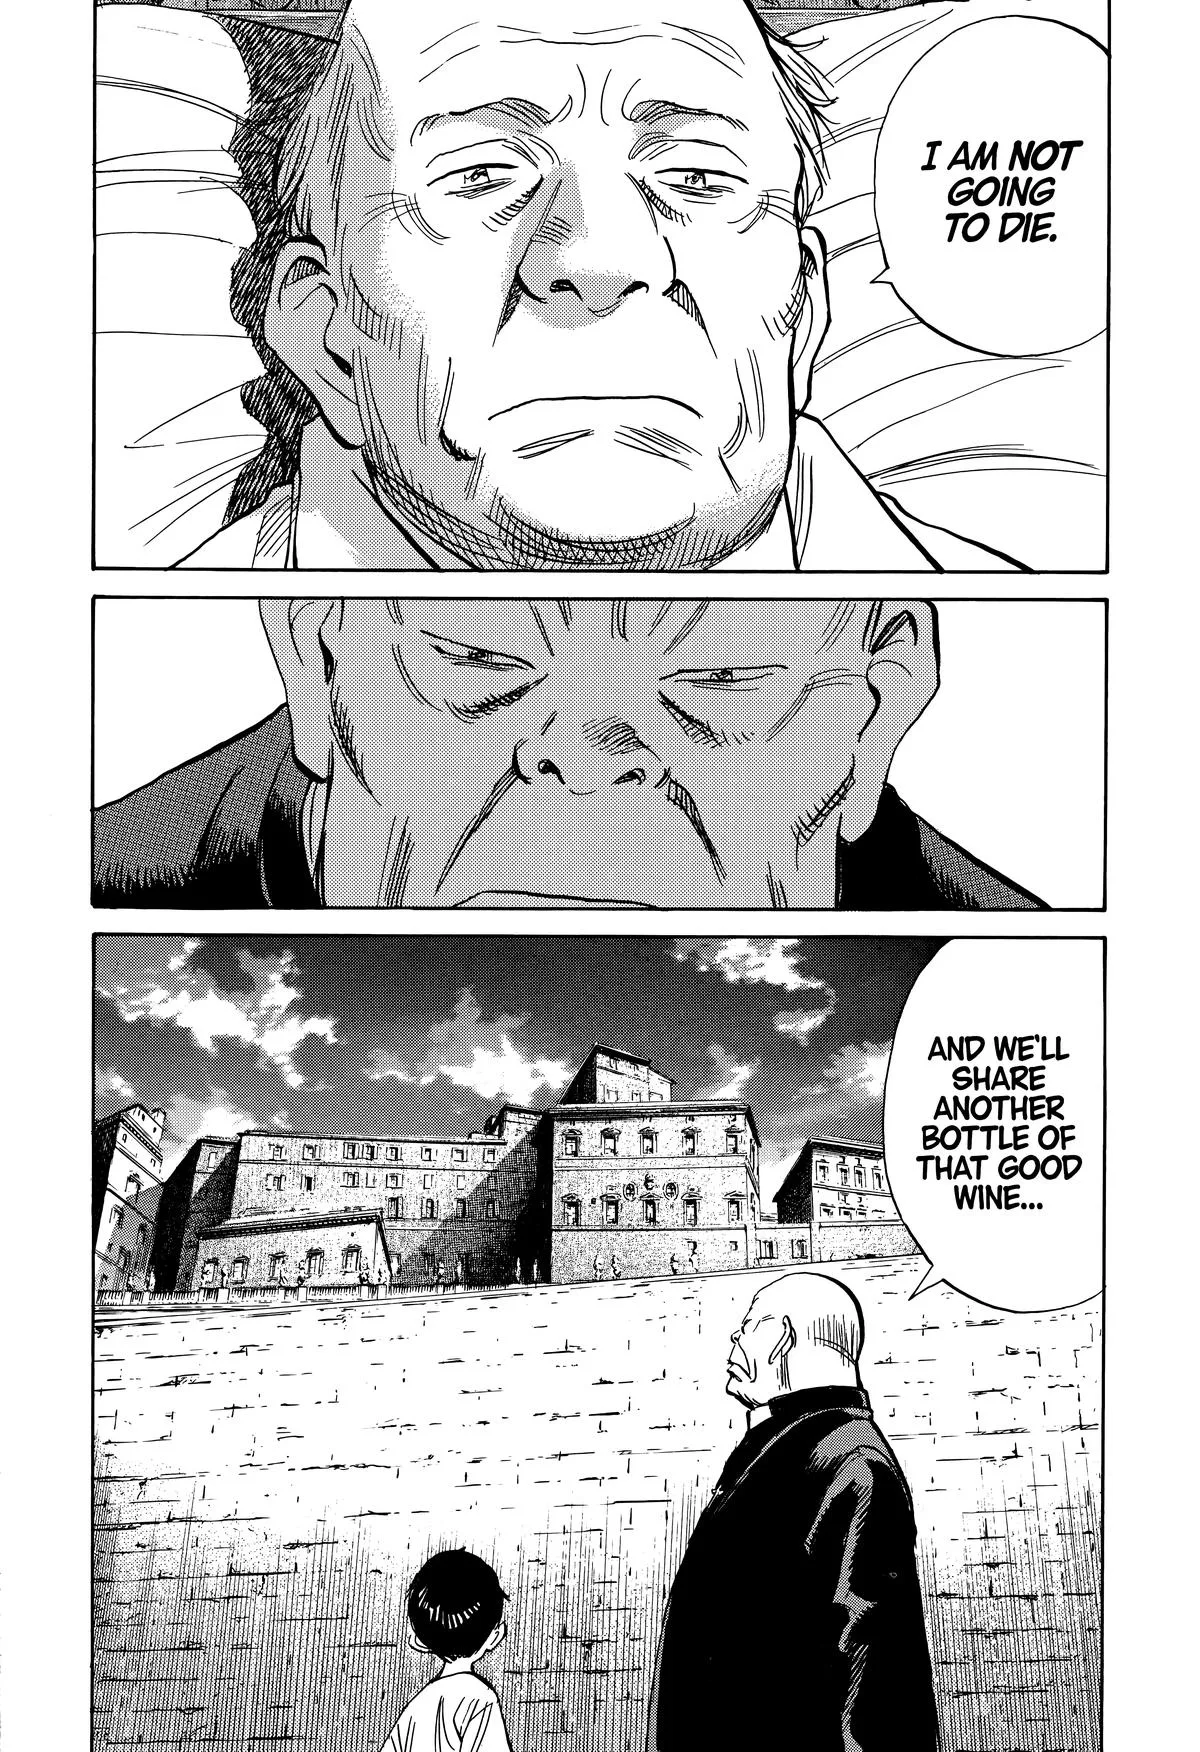 I AM NOT
GOING
TO DIE.
AND WE'LL
SHARE
ANOTHER
BOTTLE OF
THAT GOOD
WINE...